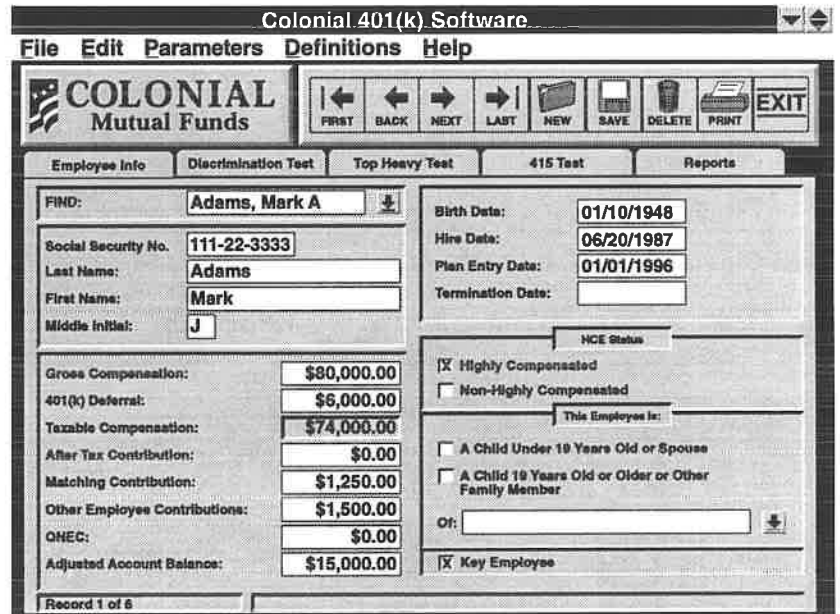 Colonial 401(k) Software
File Edit Parameters Definitions Help
COLONIAL
Mutual Funds
FIRST BACK NEXT LAST NEW SAVE DELETE PRINT EXIT
Employee Info Discrimination Test Top Heavy Test 415 Test Reports
FIND: Adams, Mark A
Social Security No. 111-22-3333
Last Name: Adams
First Name: Mark
Middle Initial: J
Gross Compensation: $80,000.00
401(k) Deferral: $6,000.00
Taxable Compensation: $74,000.00
After Tax Contribution: $0.00
Matching Contribution: $1,250.00
Other Employee Contributions: $1,500.00
QNEC: $0.00
Adjusted Account Balance: $15,000.00
Birth Date: 01/10/1948
Hire Date: 06/20/1987
Plan Entry Date: 01/01/1996
Termination Date:
HCE Status
X Highly Compensated
Non-Highly Compensated
This Employee is:
A Child Under 19 Years Old or Spouse
A Child 19 Years Old or Older or Other
Family Member
Of:
X Key Employee
Record 1 of 6